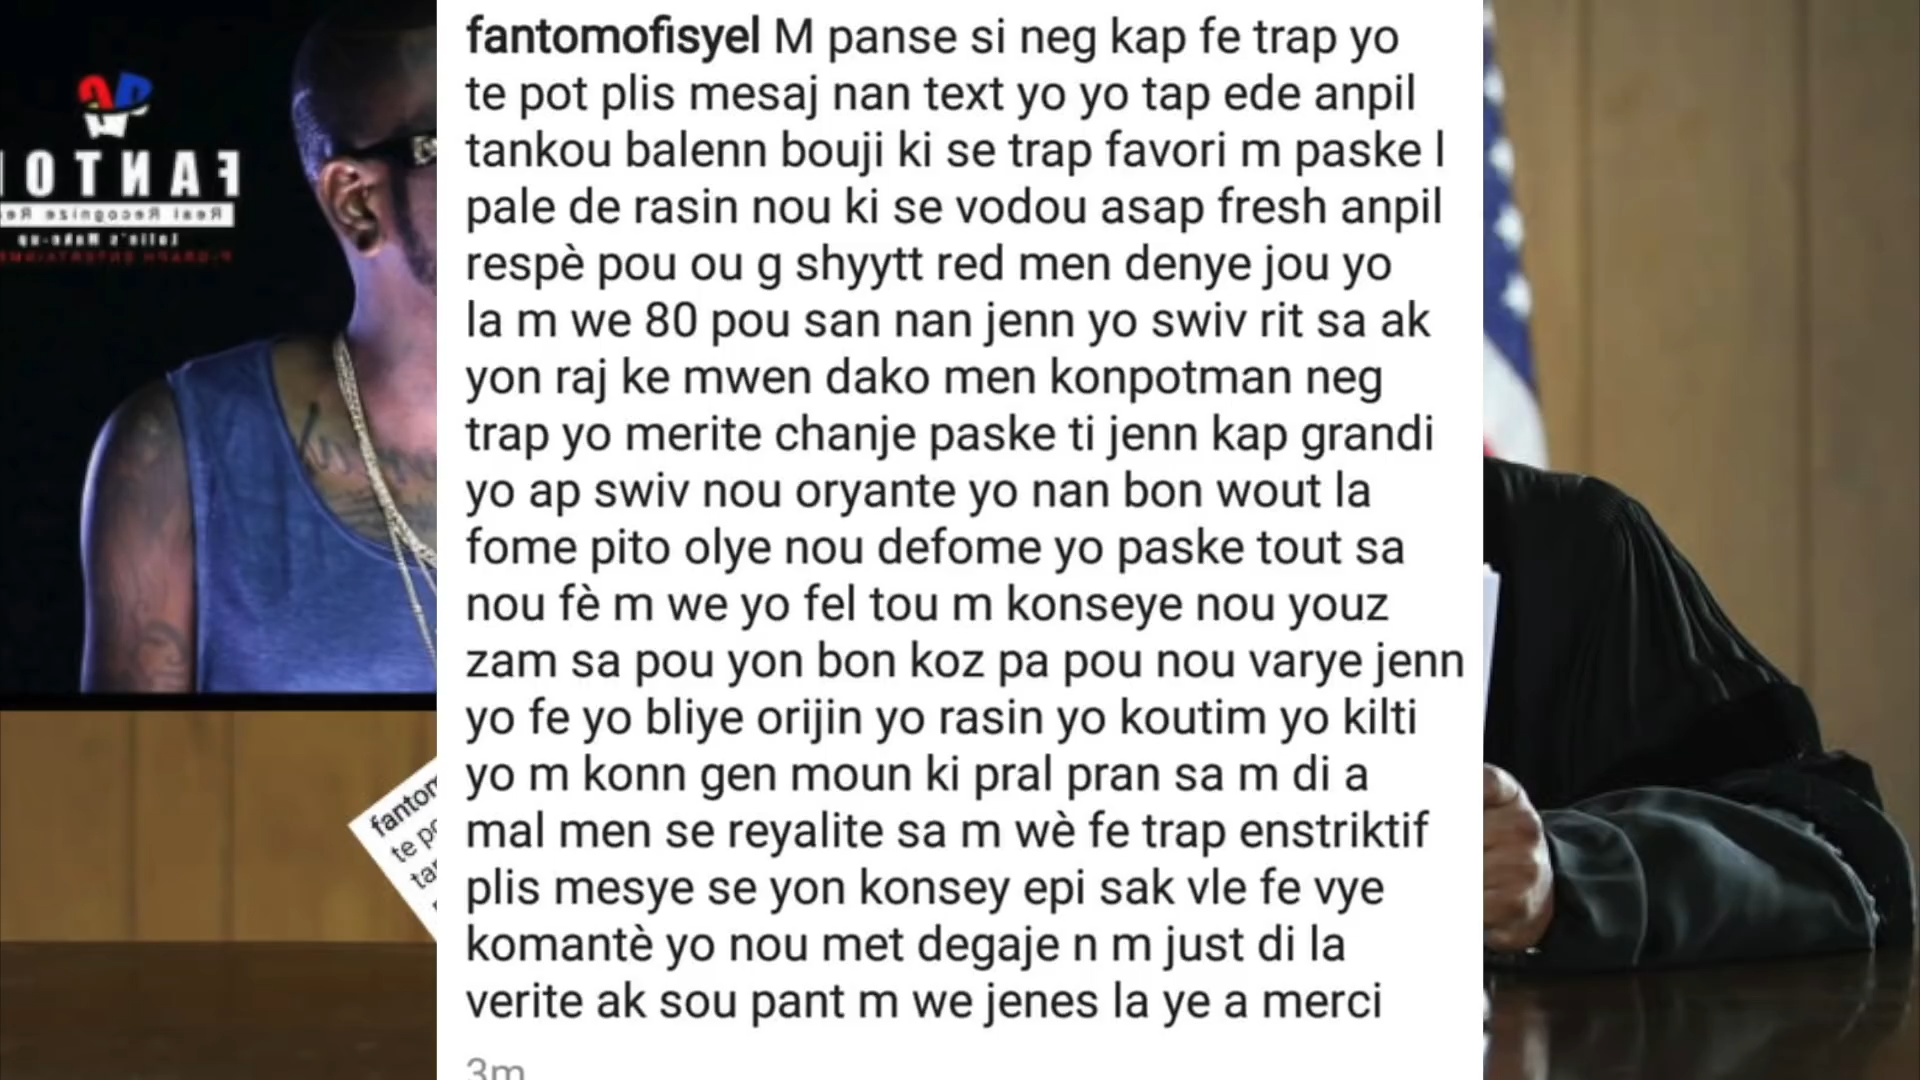 fantomofisyel M panse si neg kap fe trap yo
te pot plis mesaj nan text yo yo tap ede anpil
tankou balenn bouji ki se trap favori m paske l
pale de rasin nou ki se vodou asap fresh anpil
respè pou ou g shyytt red men denye jou yo
la m we 80 pou san nan jenn yo swiv rit sa ak
yon raj ke mwen dako men konpotman neg
trap yo merite chanje paske ti jenn kap grandi
yo ap swiv nou oryante yo nan bon wout la
fome pito olye nou defome yo paske tout sa
nou fè m we yo fel tou m konseye nou youz
zam sa pou yon bon koz pa pou nou varye jenn
yo fe yo bliye orijin yo rasin yo koutim yo kilti
yo m konn gen moun ki pral pran sa m di a
mal men se reyalite sa m wè fe trap enstriktif
plis mesye se yon konsey epi sak vle fe vye
komantè yo nou met degaje n m just di la
verite ak sou pant m we jenes la ye a merci
3m
FANTO
Real Recognize Re